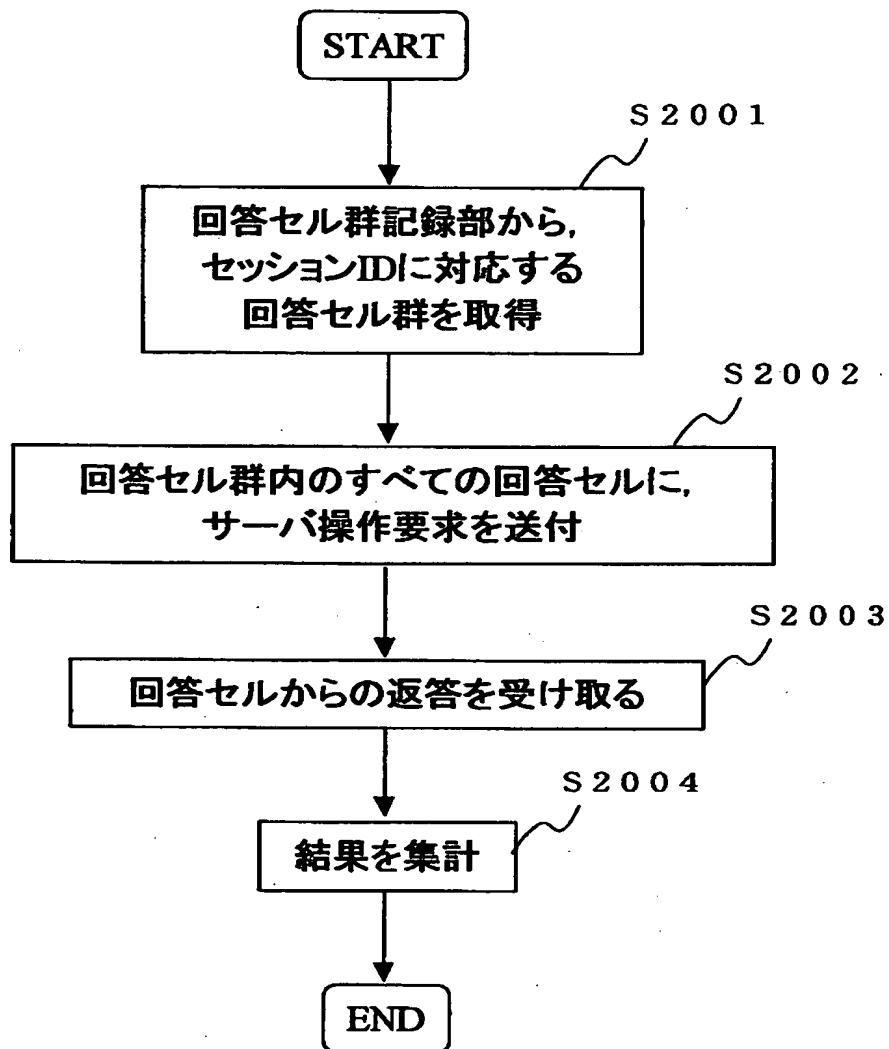 START
S2001
回答セル群記録部から,
セッションIDに対応する
回答セル群を取得
S2002
回答セル群内のすべての回答セルに,
サーバ操作要求を送付
S2003
回答セルからの返答を受け取る
S2004
結果を集計
END